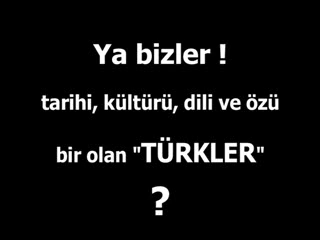 Ya bizler !
tarihi, kültürü, dili ve özü
bir olan "TÜRKLER"
?